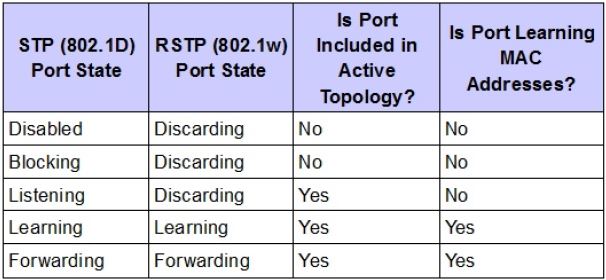 STP (802.1D) Port State | RSTP (802.1w) Port State | Is Port Included in Active Topology? | Is Port Learning MAC Addresses?
Disabled | Discarding | No | No
Blocking | Discarding | No | No
Listening | Discarding | Yes | No
Learning | Learning | Yes | Yes
Forwarding | Forwarding | Yes | Yes